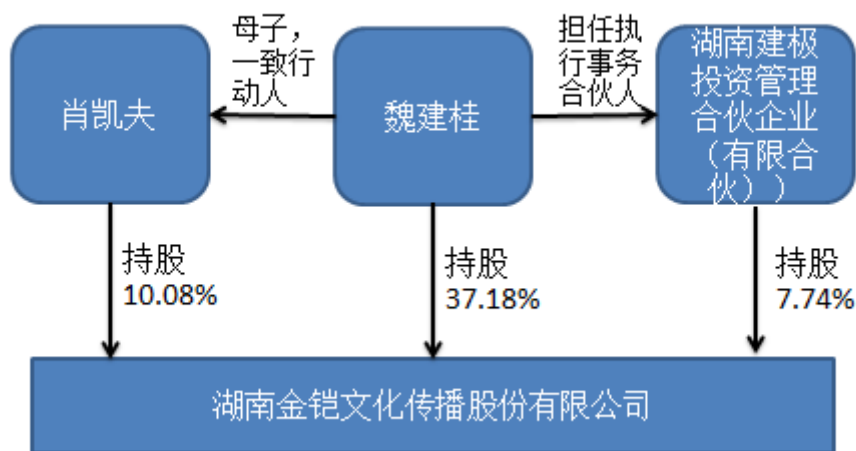 肖凯夫
母子，
一致行
动人
魏建桂
担任执
行事务
合伙人
湖南建极
投资管理
合伙企业
（有限合
伙））
持股
10.08%
持股
37.18%
持股
7.74%
湖南金铠文化传播股份有限公司